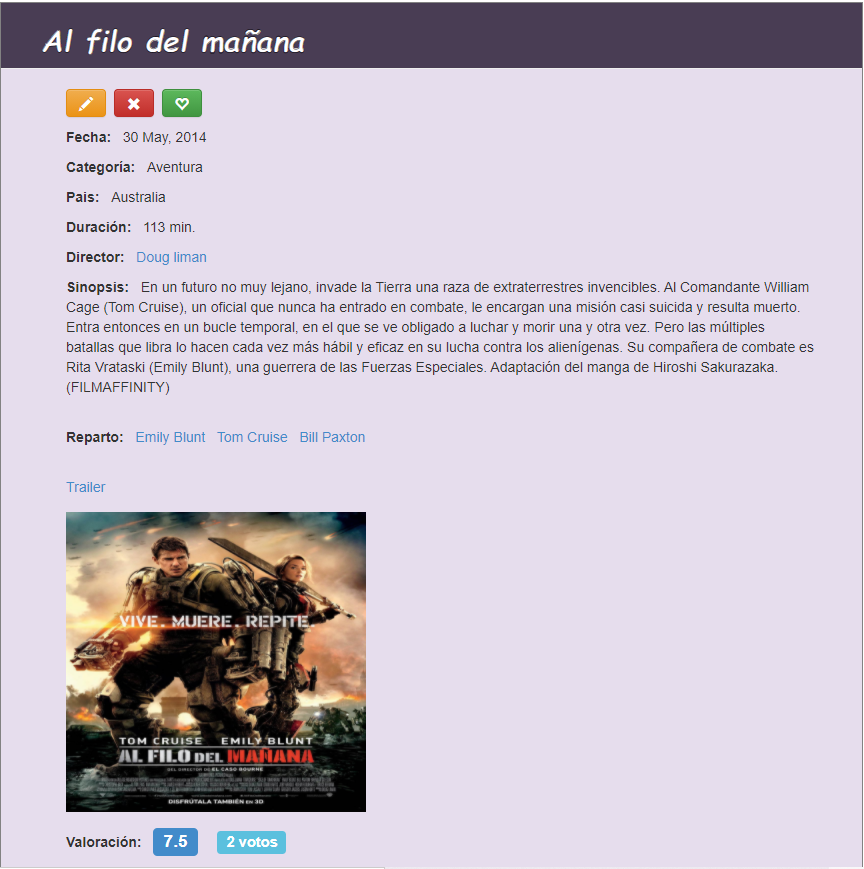 Al filo del mañana
Fecha: 30 May, 2014
Categoría: Aventura
Pais: Australia
Duración: 113 min.
Director: Doug liman
Sinopsis: En un futuro no muy lejano, invade la Tierra una raza de extraterrestres invencibles. Al Comandante William
Cage (Tom Cruise), un oficial que nunca ha entrado en combate, le encargan una misión casi suicida y resulta muerto.
Entra entonces en un bucle temporal, en el que se ve obligado a luchar y morir una y otra vez. Pero las múltiples
batallas que libra lo hacen cada vez más hábil y eficaz en su lucha contra los alienígenas. Su compañera de combate es
Rita Vrataski (Emily Blunt), una guerrera de las Fuerzas Especiales. Adaptación del manga de Hiroshi Sakurazaka.
(FILMAFFINITY)
Reparto: Emily Blunt Tom Cruise Bill Paxton
Trailer
VIVE. MUERE. REPITE.
TOM CRUISE EMILY BLUNT
AL FILO DEL MAÑANA
DEL DIRECTOR DE EL CASO BOURNE
DISFRÚTALA TAMBIÉN EN 3D
Valoración: 7.5 2 votos